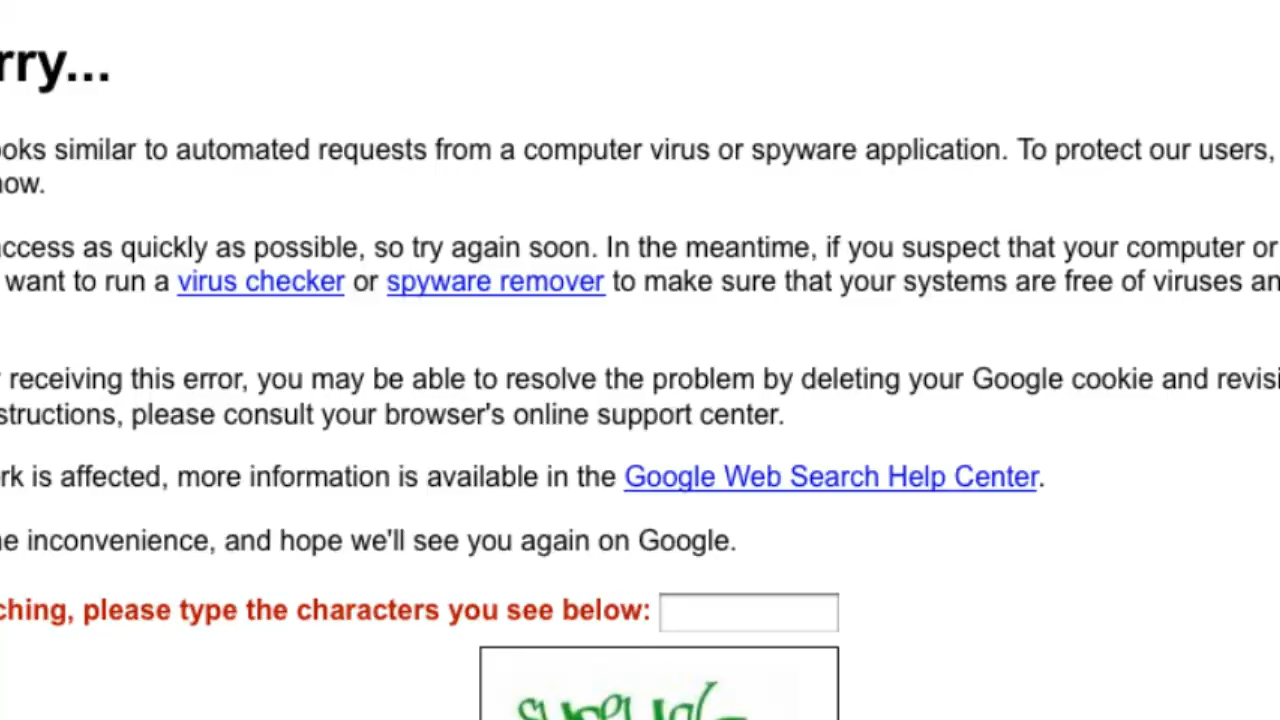 rry...
oks similar to automated requests from a computer virus or spyware application. To protect our users,
now.
ccess as quickly as possible, so try again soon. In the meantime, if you suspect that your computer or
want to run a virus checker or spyware remover to make sure that your systems are free of viruses an
receiving this error, you may be able to resolve the problem by deleting your Google cookie and revisi
structions, please consult your browser's online support center.
rk is affected, more information is available in the Google Web Search Help Center.
e inconvenience, and hope we'll see you again on Google.
ching, please type the characters you see below: